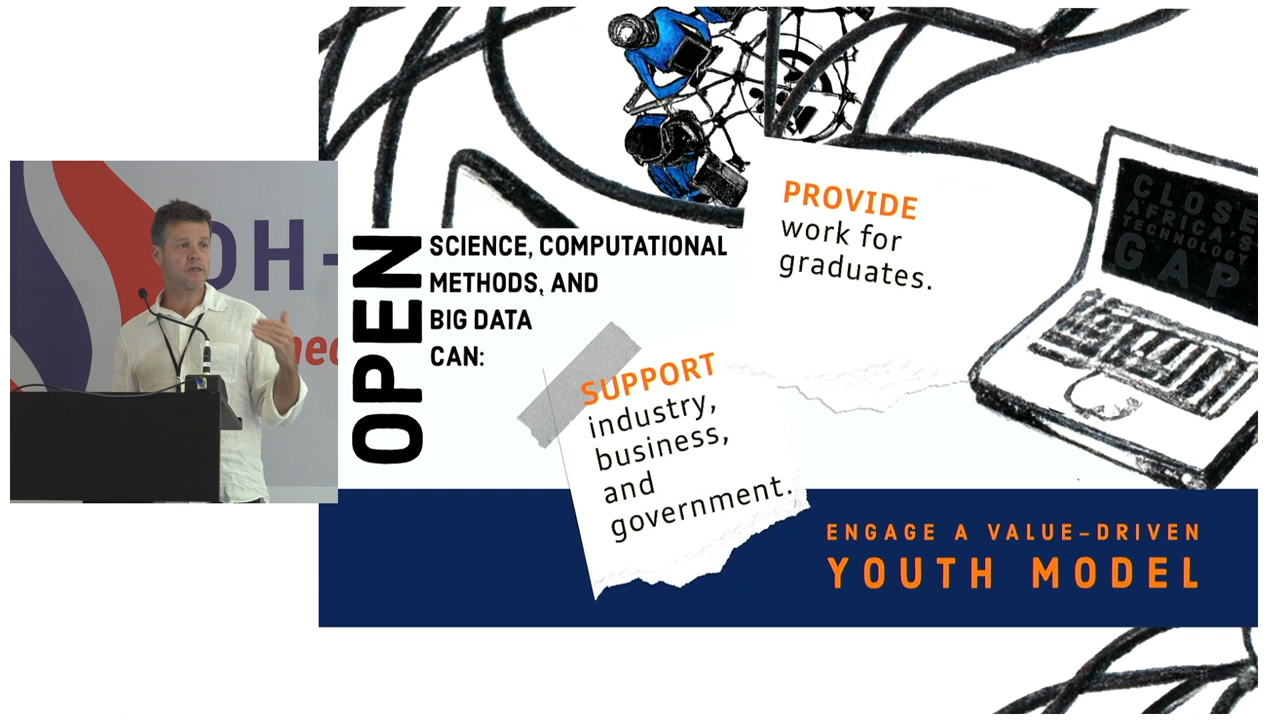 OH-
OPEN
SCIENCE, COMPUTATIONAL
METHODS, AND
BIG DATA
CAN:
PROVIDE
work for
graduates.
SUPPORT
industry,
business,
and
government.
CLOSE
AFRICA'S
TECHNOLOGY
GAP
ENGAGE A VALUE-DRIVEN
YOUTH MODEL